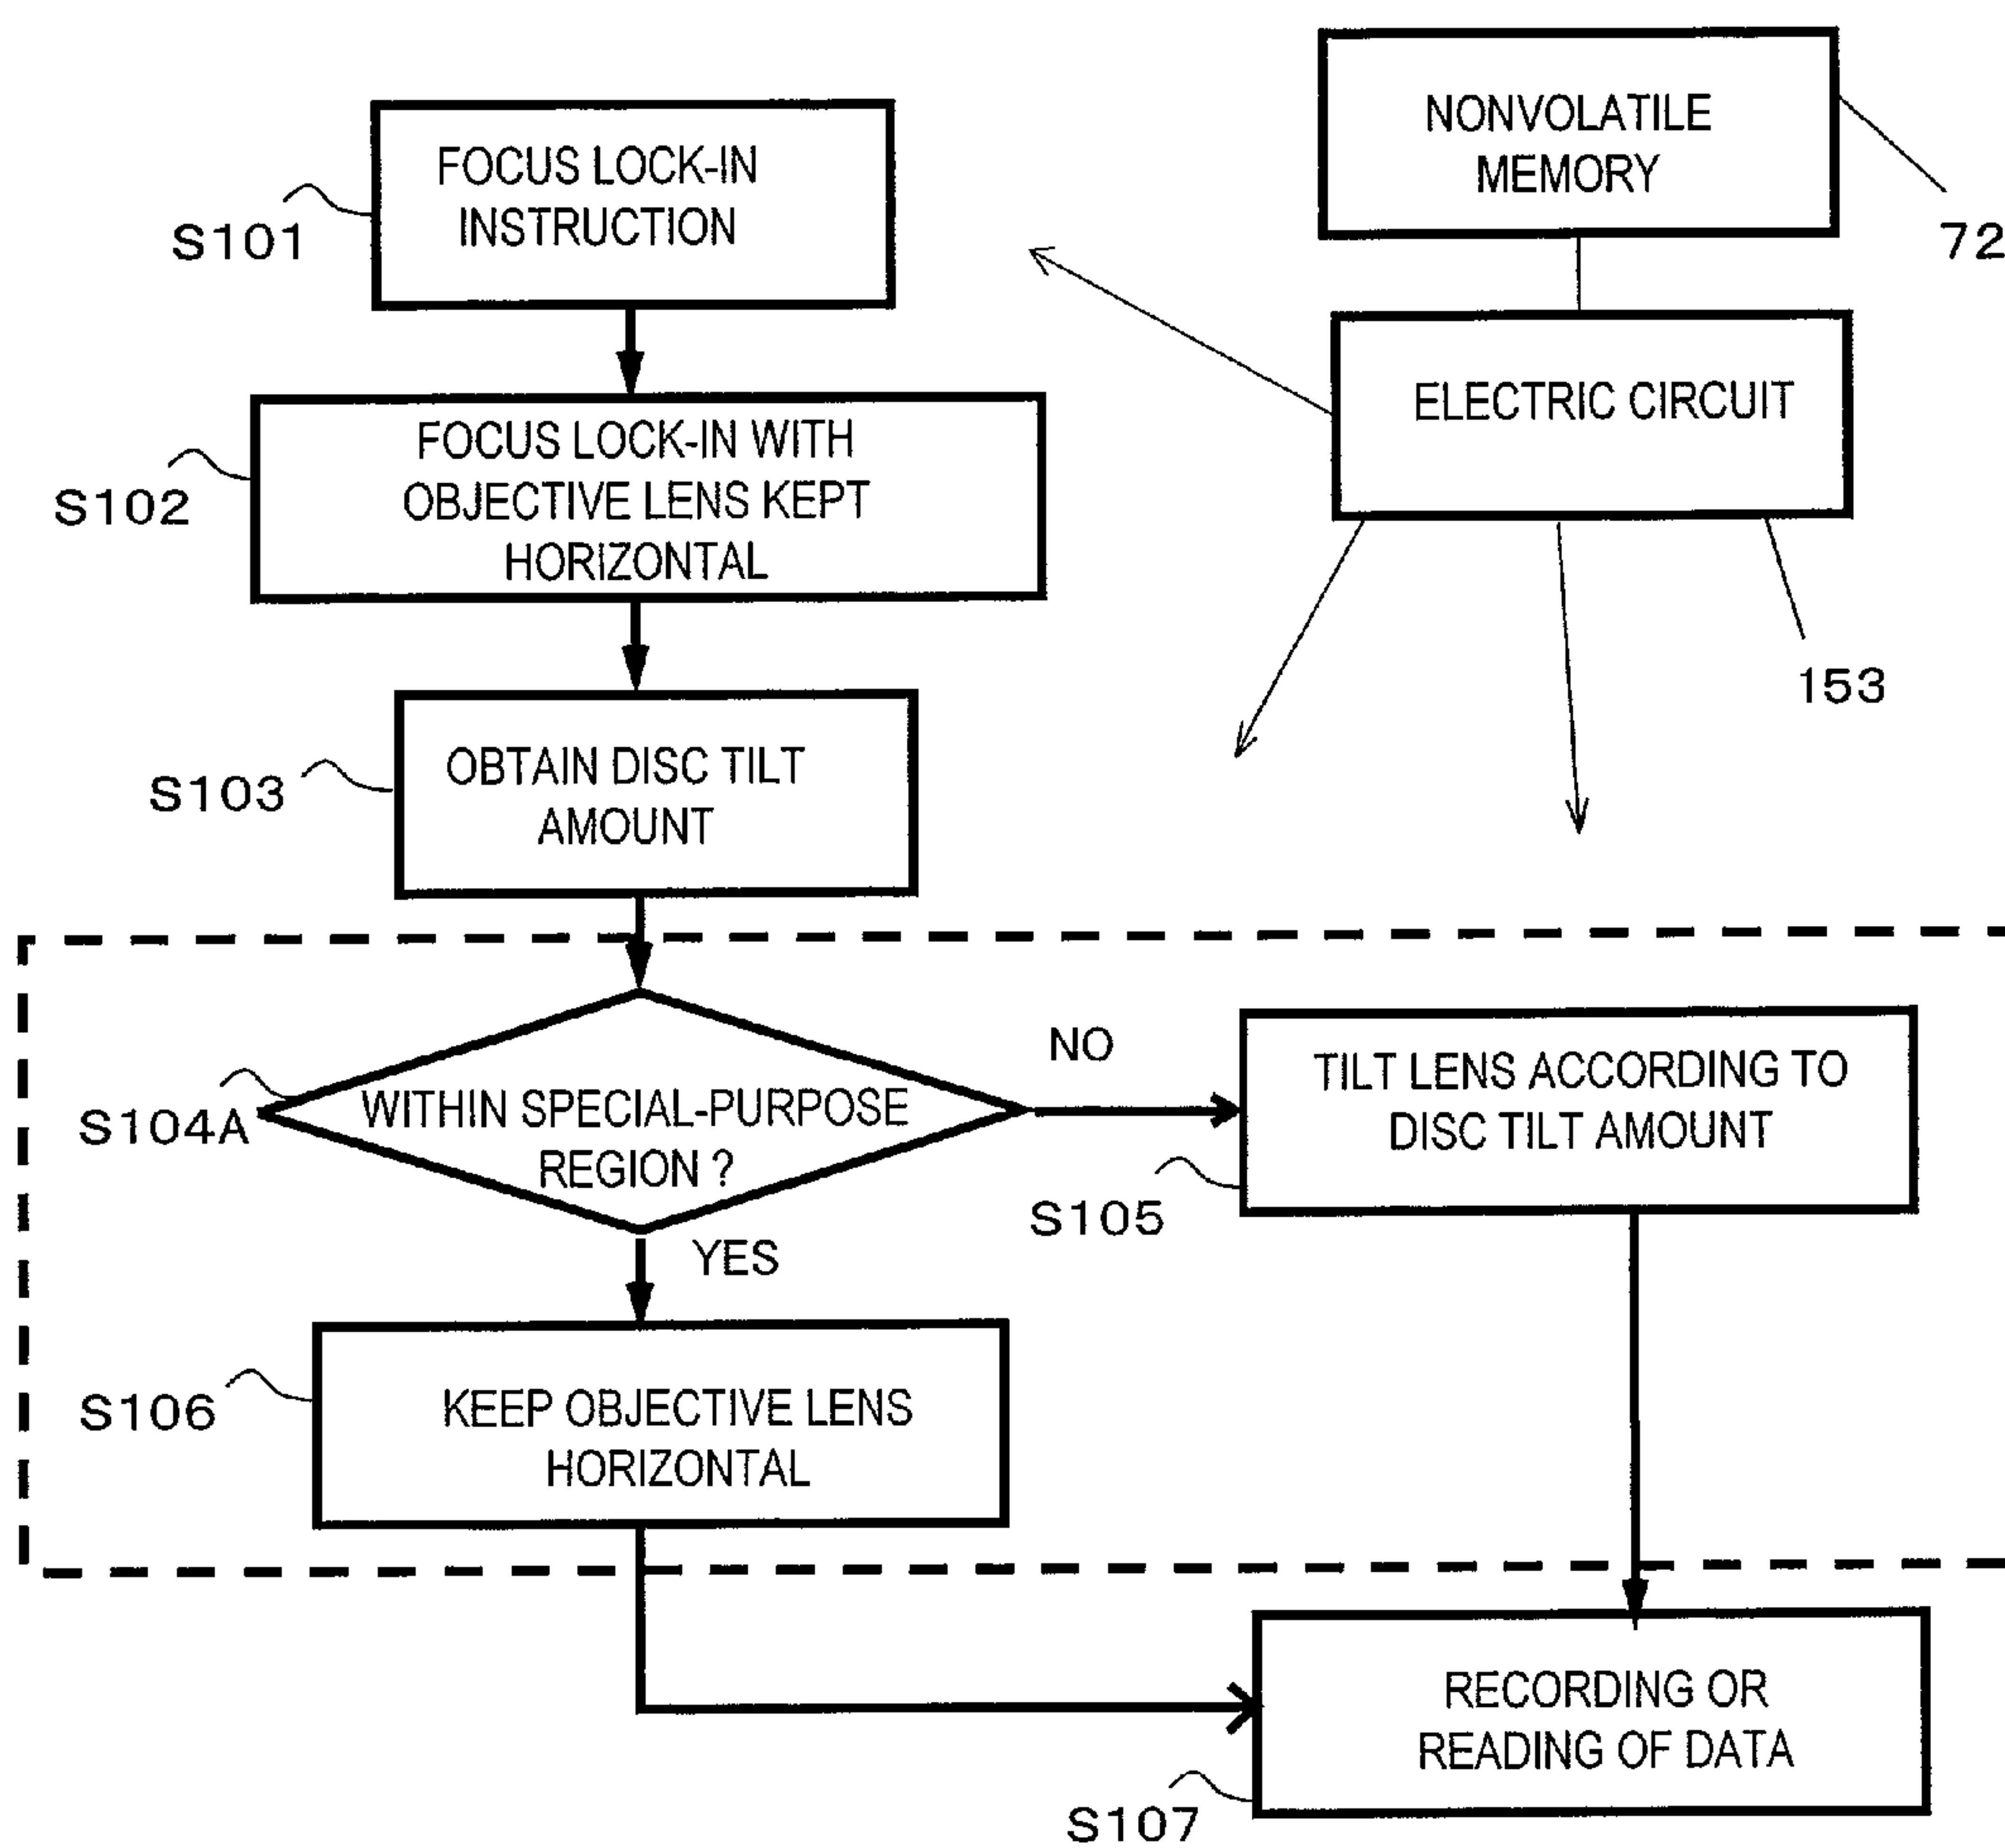 NONVOLATILE
MEMORY
72
FOCUS LOCK-IN
INSTRUCTION
S101
ELECTRIC CIRCUIT
153
FOCUS LOCK-IN WITH
OBJECTIVE LENS KEPT
HORIZONTAL
S102
OBTAIN DISC TILT
AMOUNT
S103
WITHIN SPECIAL-PURPOSE
REGION ?
S104A
NO
YES
TILT LENS ACCORDING TO
DISC TILT AMOUNT
S105
KEEP OBJECTIVE LENS
HORIZONTAL
S106
RECORDING OR
READING OF DATA
S107